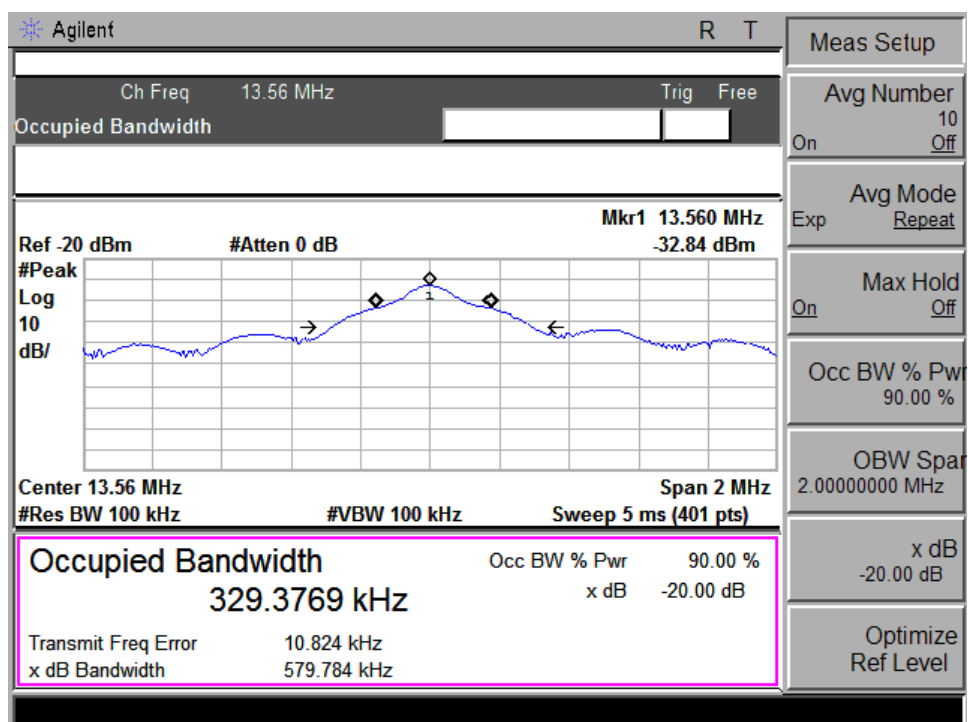 Agilent R T
Ch Freq 13.56 MHz Trig Free
Occupied Bandwidth
Mkr1 13.560 MHz
Ref -20 dBm #Atten 0 dB -32.84 dBm
#Peak
Log
10
dB/
1
Center 13.56 MHz Span 2 MHz
#Res BW 100 kHz #VBW 100 kHz Sweep 5 ms (401 pts)
Occupied Bandwidth
329.3769 kHz
Occ BW % Pwr 90.00 %
x dB -20.00 dB
Transmit Freq Error 10.824 kHz
x dB Bandwidth 579.784 kHz
Meas Setup
Avg Number
10
On Off
Avg Mode
Exp Repeat
Max Hold
On Off
Occ BW % Pwr
90.00 %
OBW Spar
2.00000000 MHz
x dB
-20.00 dB
Optimize
Ref Level